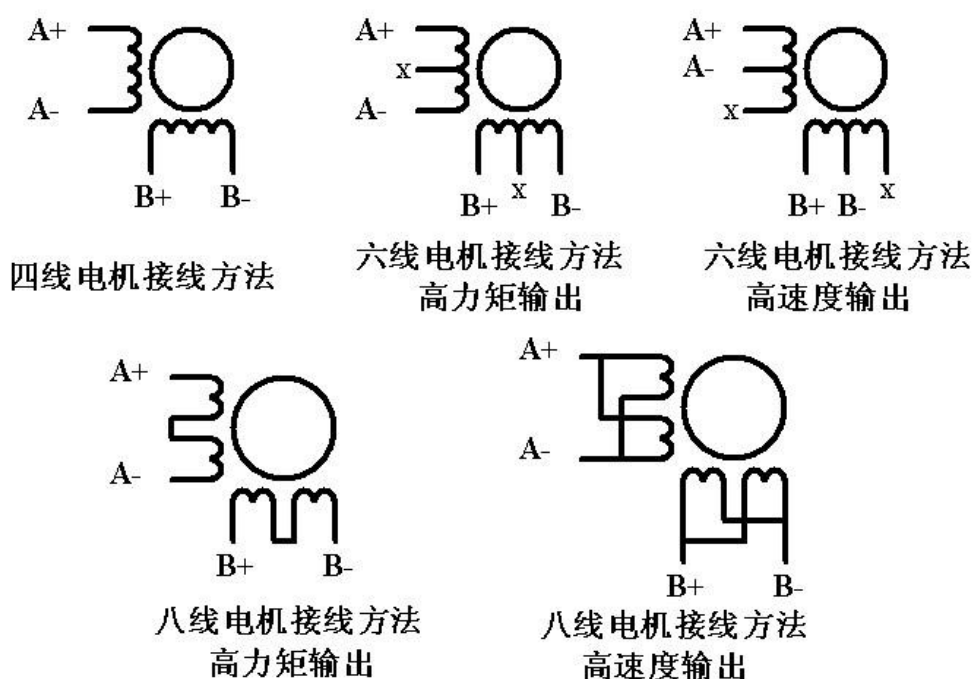 A+
A-
B+ B-
四线电机接线方法
A+
x
A-
B+ x B-
六线电机接线方法
高力矩输出
A+
A-
x
B+ B- x
六线电机接线方法
高速度输出
A+
A-
B+ B-
八线电机接线方法
高力矩输出
A+
A-
B+ B-
八线电机接线方法
高速度输出